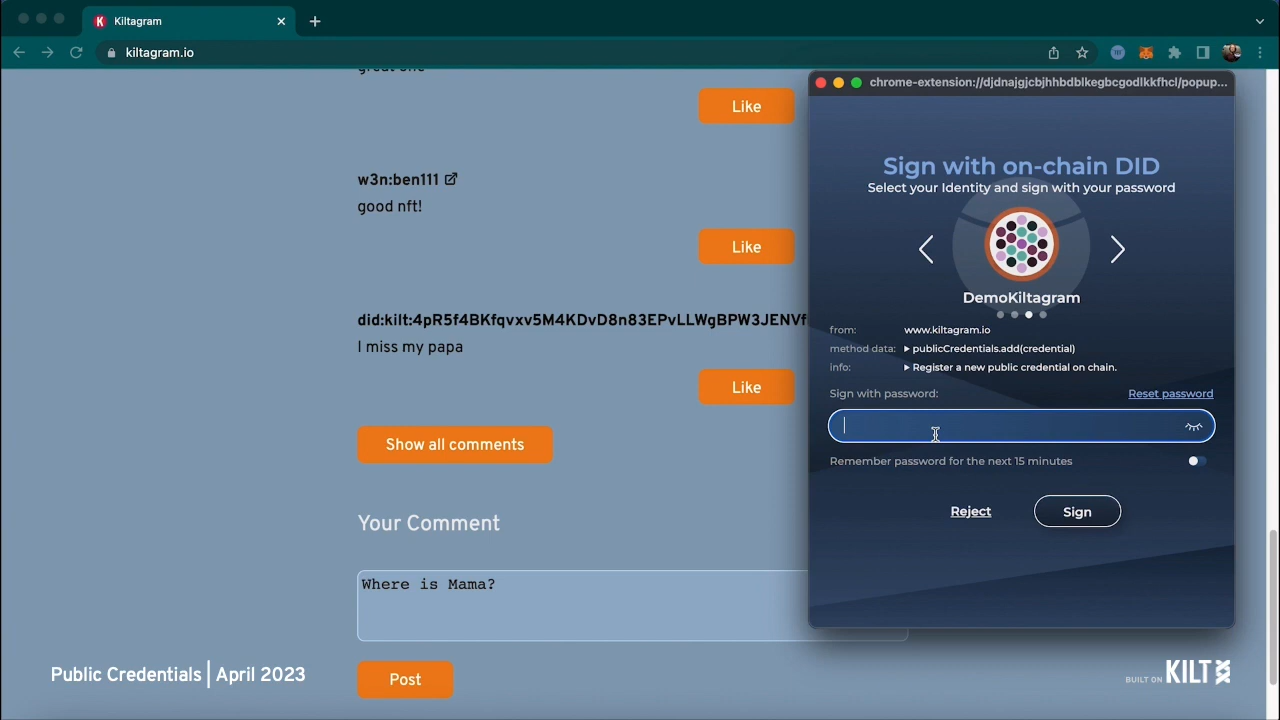 Kiltagram
kiltagram.io
great one
Like
w3n:ben111
good nft!
Like
did:kilt:4pR5f4BKfqvxv5M4KDvD8n83EPvLLWgBPW3JENVf
I miss my papa
Like
Show all comments
Your Comment
Where is Mama?
Post
Public Credentials | April 2023
chrome-extension://djdnajgjcbjhhbdblkegbcgodlkkfhcl/popup...
Sign with on-chain DID
Select your Identity and sign with your password
DemoKiltagram
from: www.kiltagram.io
method data: publicCredentials.add(credential)
info: Register a new public credential on chain.
Sign with password: Reset password
Remember password for the next 15 minutes
Reject Sign
BUILT ON KILT